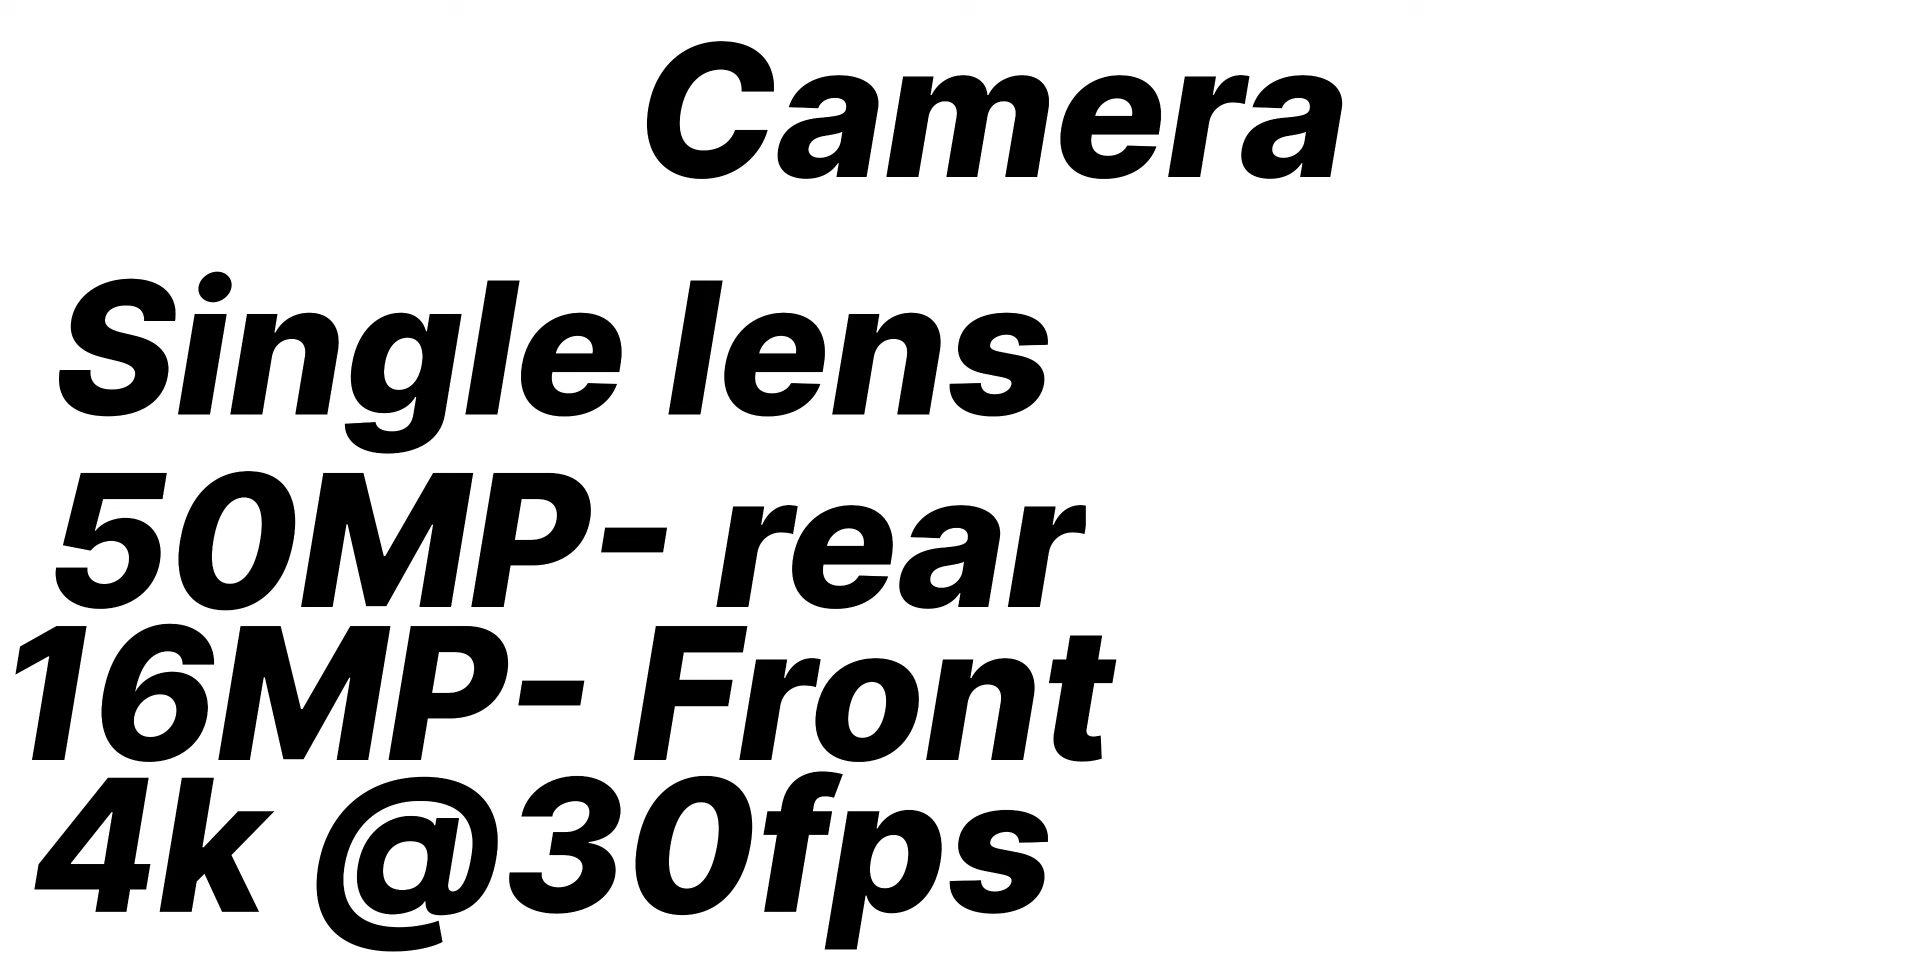 Camera
Single lens
50MP- rear
16MP- Front
4k @30fps